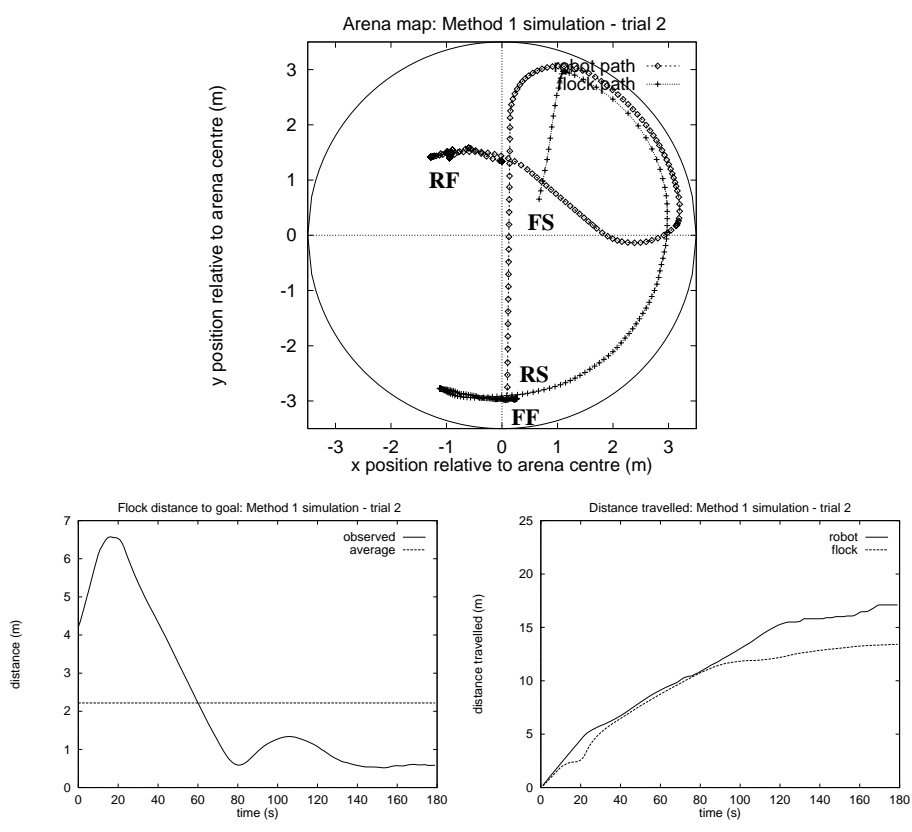 Arena map: Method 1 simulation - trial 2
robot path
flock path
y position relative to arena centre (m)
3
2
1
0
-1
-2
-3
RF
FS
RS
FF
-3 -2 -1 0 1 2 3
x position relative to arena centre (m)
Flock distance to goal: Method 1 simulation - trial 2
observed
average
distance (m)
7
6
5
4
3
2
1
0
0 20 40 60 80 100 120 140 160 180
time (s)
Distance travelled: Method 1 simulation - trial 2
robot
flock
distance travelled (m)
25
20
15
10
5
0
0 20 40 60 80 100 120 140 160 180
time (s)